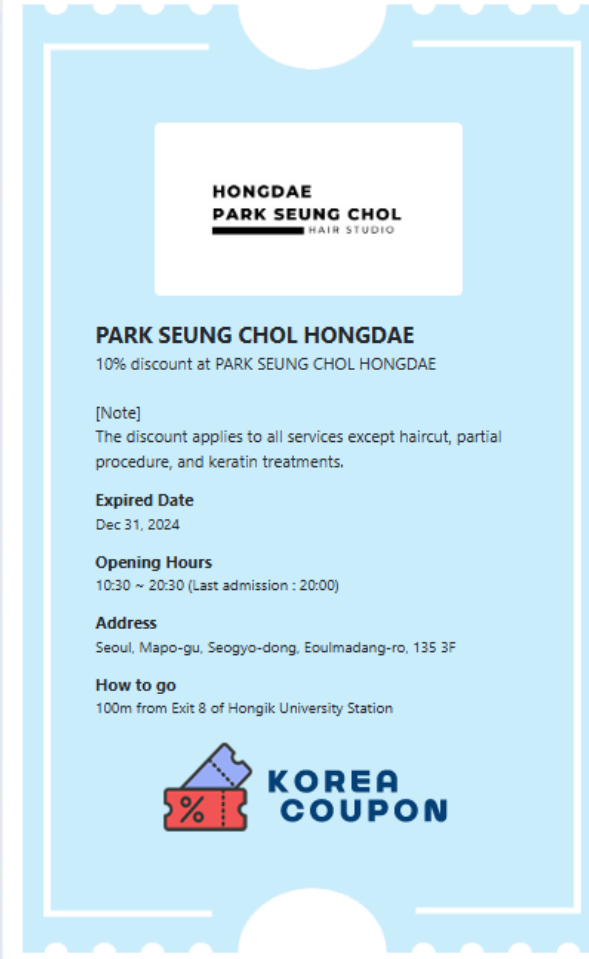 HONGDAE
PARK SEUNG CHOL
HAIR STUDIO
PARK SEUNG CHOL HONGDAE
10% discount at PARK SEUNG CHOL HONGDAE
[Note]
The discount applies to all services except haircut, partial
procedure, and keratin treatments.
Expired Date
Dec 31, 2024
Opening Hours
10:30 ~ 20:30 (Last admission : 20:00)
Address
Seoul, Mapo-gu, Seogyo-dong, Eoulmadang-ro, 135 3F
How to go
100m from Exit 8 of Hongik University Station
%
KOREA
COUPON